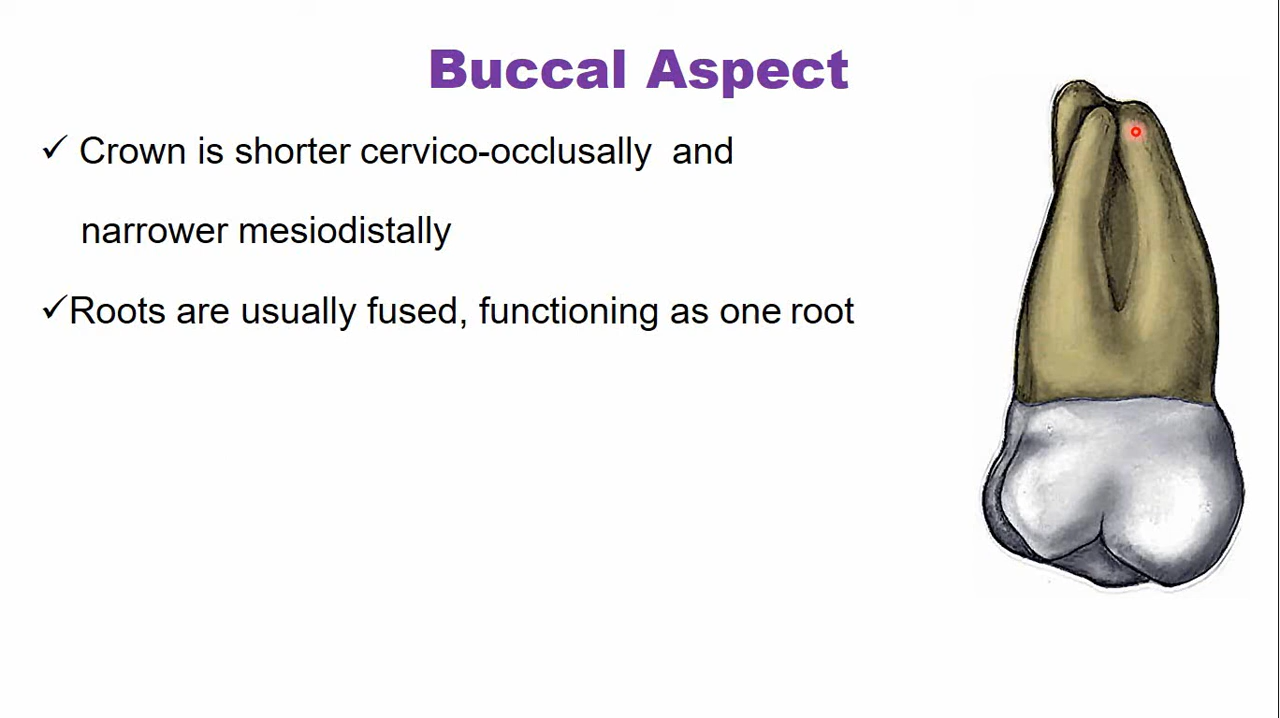 Buccal Aspect
✓ Crown is shorter cervico-occlusally and
narrower mesiodistally
✓Roots are usually fused, functioning as one root